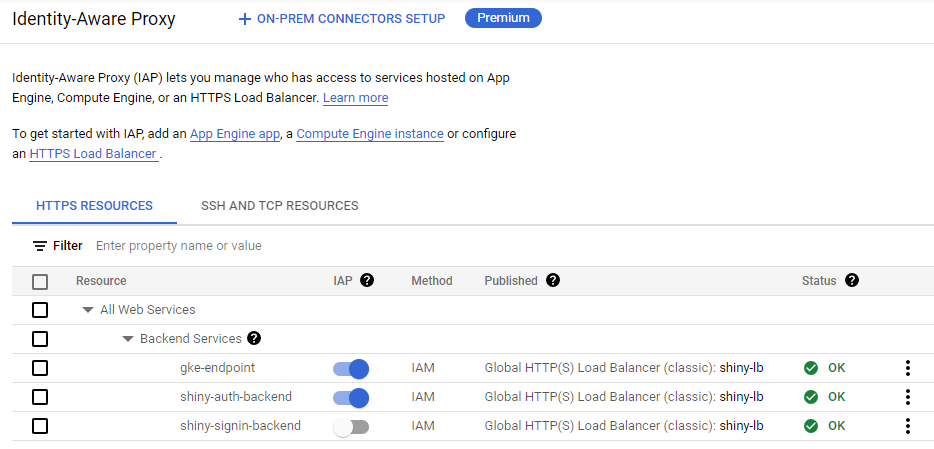 Identity-Aware Proxy + ON-PREM CONNECTORS SETUP Premium
Identity-Aware Proxy (IAP) lets you manage who has access to services hosted on App
Engine, Compute Engine, or an HTTPS Load Balancer. Learn more
To get started with IAP, add an App Engine app, a Compute Engine instance or configure
an HTTPS Load Balancer .
HTTPS RESOURCES SSH AND TCP RESOURCES
Filter Enter property name or value
Resource IAP ? Method Published ? Status ?
All Web Services
Backend Services ?
gke-endpoint IAM Global HTTP(S) Load Balancer (classic): shiny-lb OK
shiny-auth-backend IAM Global HTTP(S) Load Balancer (classic): shiny-lb OK
shiny-signin-backend IAM Global HTTP(S) Load Balancer (classic): shiny-lb OK